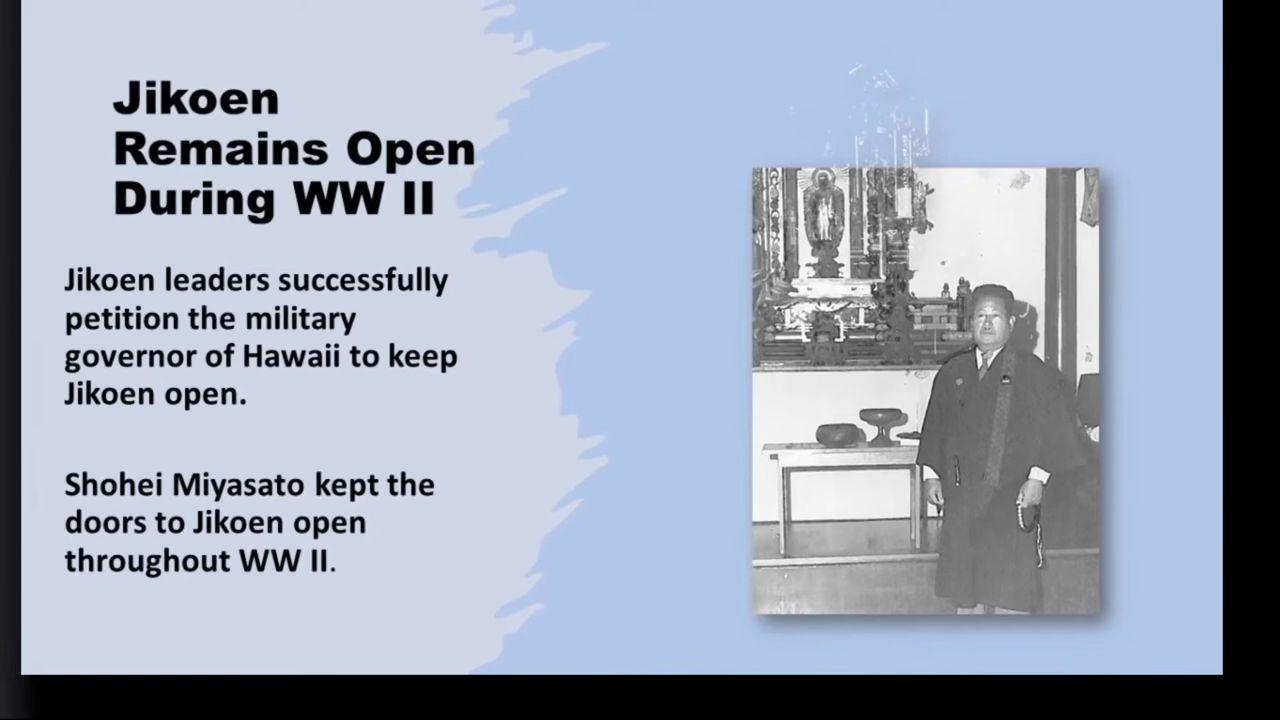 Jikoen
Remains Open
During WW II
Jikoen leaders successfully
petition the military
governor of Hawaii to keep
Jikoen open.
Shohei Miyasato kept the
doors to Jikoen open
throughout WW II.